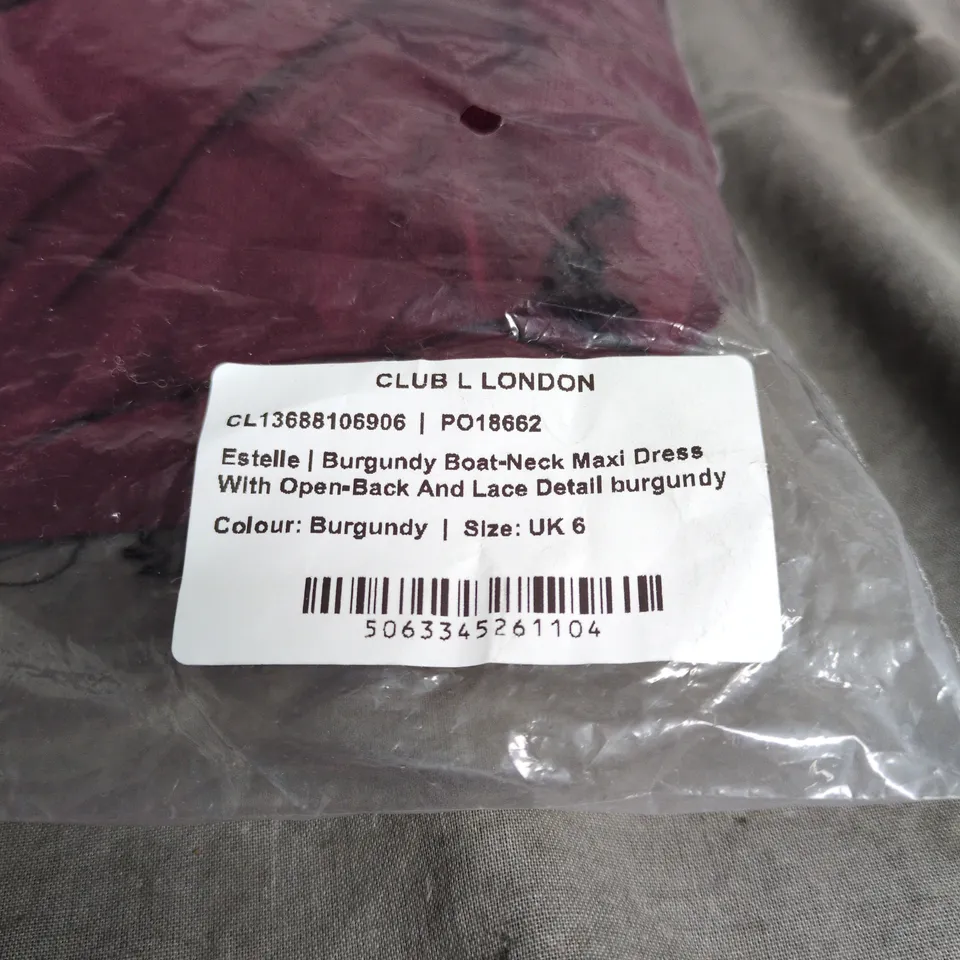 CLUB L LONDON
CL13688106906 | PO18662
Estelle | Burgundy Boat-Neck Maxi Dress
With Open-Back And Lace Detail burgundy
Colour: Burgundy | Size: UK 6
5063345261104